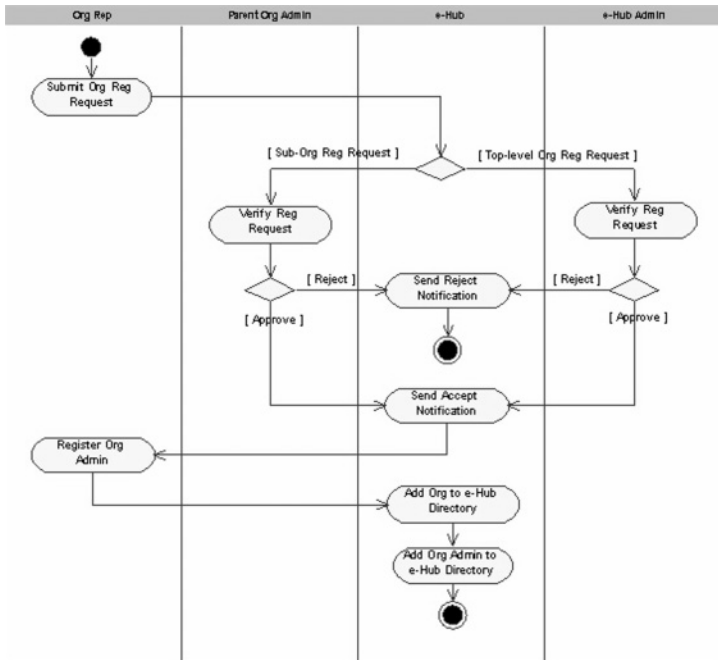 Org Rep
Parent Org Admin
e-Hub
e-Hub Admin
Submit Org Reg
Request
[ Sub-Org Reg Request ]
[ Top-level Org Reg Request ]
Verify Reg
Request
Verify Reg
Request
[ Reject ]
Send Reject
Notification
[ Reject ]
[ Approve ]
[ Approve ]
Send Accept
Notification
Register Org
Admin
Add Org to e-Hub
Directory
Add Org Admin to
e-Hub Directory